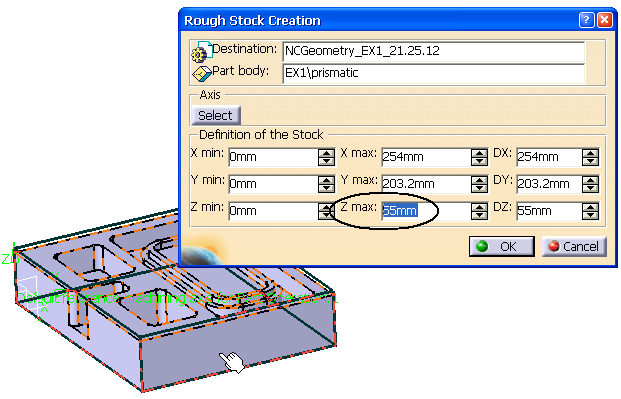 Rough Stock Creation
Destination: NCGeometry_EX1_21.25.12
Part body: EX1\prismatic
Axis
Select
Definition of the Stock
X min: 0mm X max: 254mm DX: 254mm
Y min: 0mm Y max: 203.2mm DY: 203.2mm
Z min: 0mm Z max: 55mm DZ: 55mm
OK Cancel